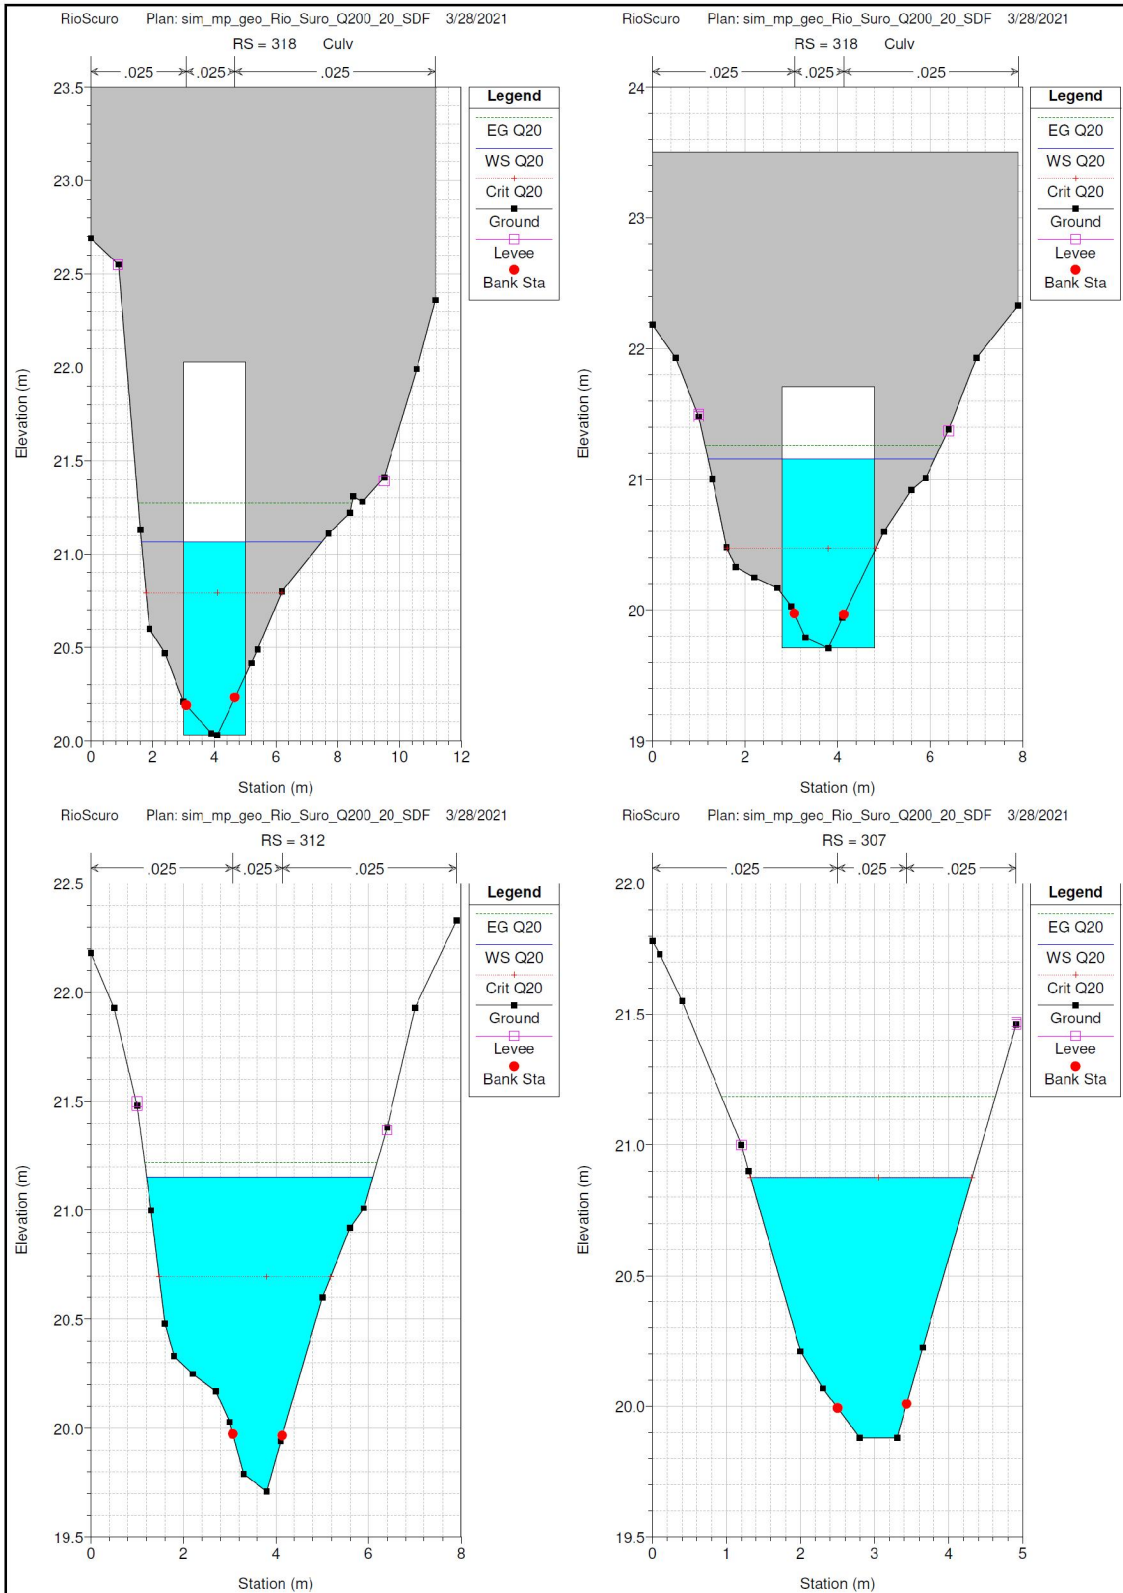 RioScuro Plan: sim_mp_geo_Rio_Suro_Q200_20_SDF 3/28/2021
RS = 318 Culv
.025 .025 .025
Legend
EG Q20
WS Q20
Crit Q20
Ground
Levee
Bank Sta
23.5
23.0
22.5
22.0
21.5
21.0
20.5
20.0
Elevation (m)
0 2 4 6 8 10 12
Station (m)
RioScuro Plan: sim_mp_geo_Rio_Suro_Q200_20_SDF 3/28/2021
RS = 318 Culv
.025 .025 .025
Legend
EG Q20
WS Q20
Crit Q20
Ground
Levee
Bank Sta
24
23
22
21
20
19
Elevation (m)
0 2 4 6 8
Station (m)
RioScuro Plan: sim_mp_geo_Rio_Suro_Q200_20_SDF 3/28/2021
RS = 312
.025 .025 .025
Legend
EG Q20
WS Q20
Crit Q20
Ground
Levee
Bank Sta
22.5
22.0
21.5
21.0
20.5
20.0
19.5
Elevation (m)
0 2 4 6 8
Station (m)
RioScuro Plan: sim_mp_geo_Rio_Suro_Q200_20_SDF 3/28/2021
RS = 307
.025 .025 .025
Legend
EG Q20
WS Q20
Crit Q20
Ground
Levee
Bank Sta
22.0
21.5
21.0
20.5
20.0
19.5
Elevation (m)
0 1 2 3 4 5
Station (m)